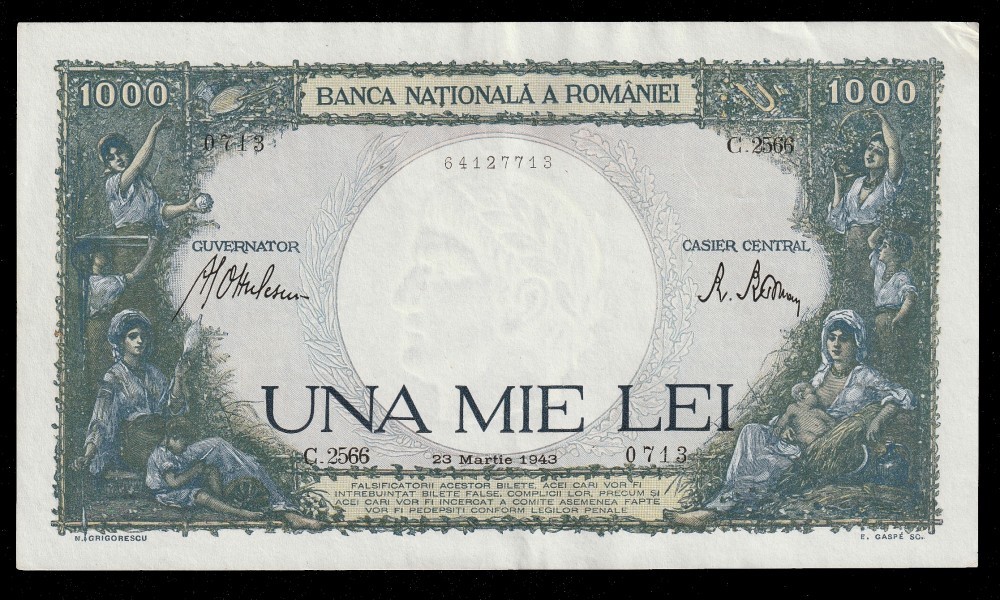 1000 BANCA NAȚIONALĂ A ROMÂNIEI 1000
0713 C.2566
64127713
GUVERNATOR CASIER CENTRAL
UNA MIE LEI
C.2566 23 Martie 1943 0713
FALSIFICATORII ACESTOR BILETE, ACEI CARI VOR FI
INTREBUINȚAT BILETE FALSE, COMPLICII LOR, PRECUM ȘI
ACEI CARI VOR FI INCERCAT A COMITE ASEMENEA FAPTE
VOR FI PEDEPSIȚI CONFORM LEGILOR PENALE
N. GRIGORESCU E. GASPÉ SC.